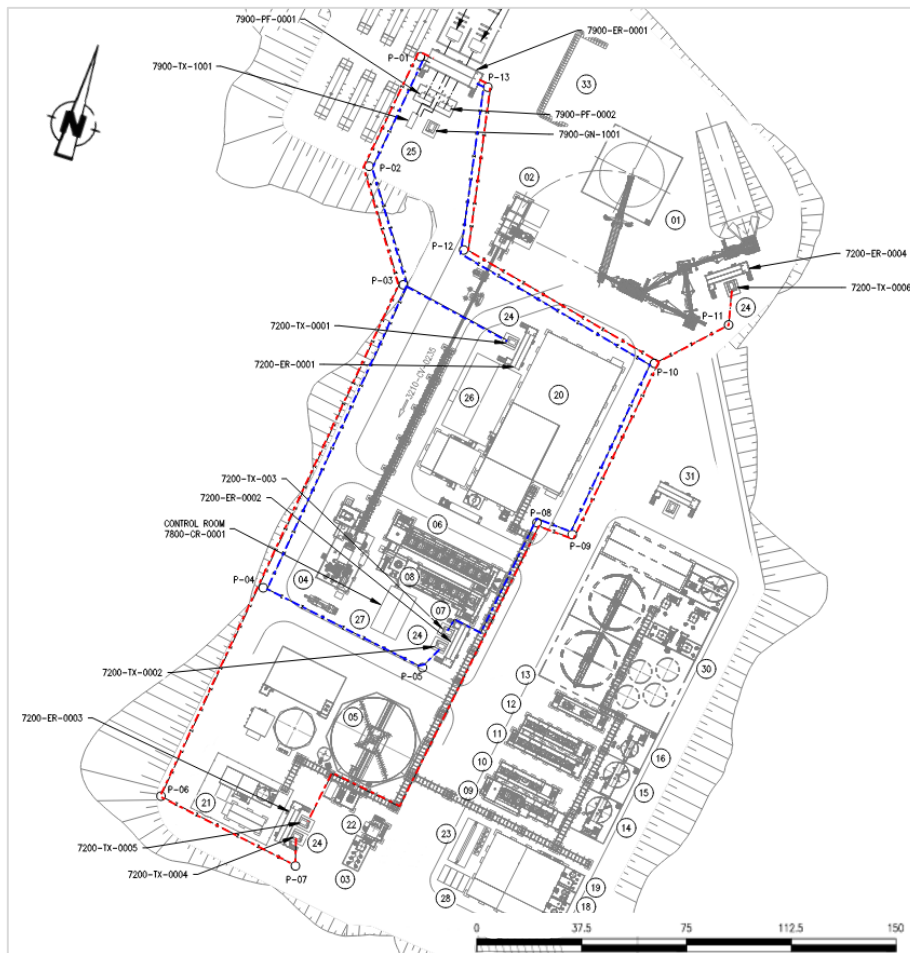 7900-PF-0001
7900-ER-0001
P-01
7900-TX-1001
P-13
33
7900-PF-0002
7900-GN-1001
N
25
P-02
02
01
P-12
7200-ER-0004
P-03
7200-TX-0006
24
P-11
7200-TX-0001
24
7200-ER-0001
P-10
3210-CV-0235
26
20
7200-TX-003
7200-ER-0002
31
CONTROL ROOM
7800-CR-0001
P-08
06
P-09
04
08
P-04
07
27
24
30
7200-TX-0002
P-05
13
12
7200-ER-0003
05
11
16
10
P-06
21
09
15
22
14
7200-TX-0005
24
23
7200-TX-0004
P-07
03
19
28
18
0
37.5
75
112.5
150